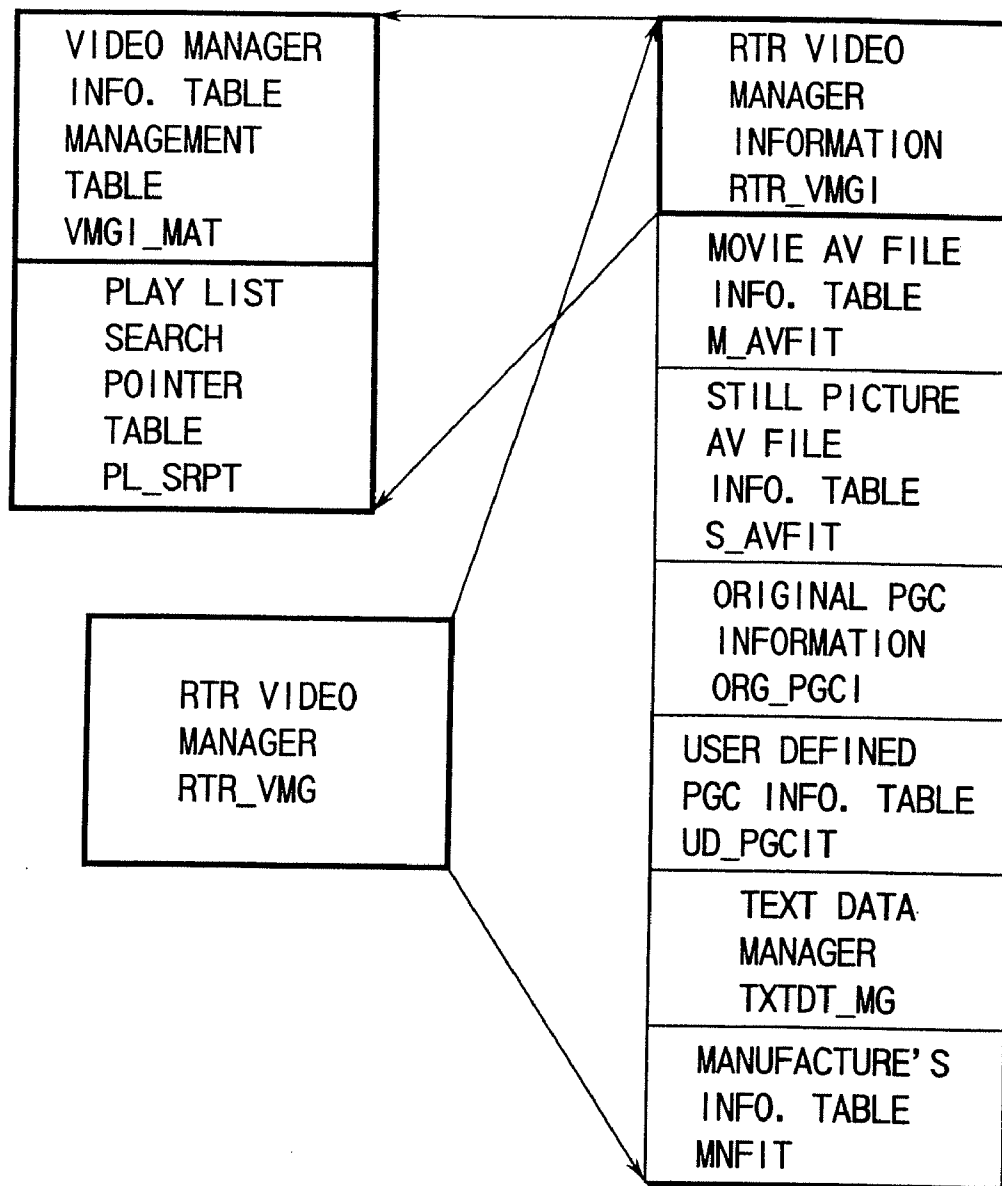 VIDEO MANAGER
INFO. TABLE
MANAGEMENT
TABLE
VMGI_MAT
PLAY LIST
SEARCH
POINTER
TABLE
PL_SRPT
RTR VIDEO
MANAGER
RTR_VMG
RTR VIDEO
MANAGER
INFORMATION
RTR_VMGI
MOVIE AV FILE
INFO. TABLE
M_AVFIT
STILL PICTURE
AV FILE
INFO. TABLE
S_AVFIT
ORIGINAL PGC
INFORMATION
ORG_PGCI
USER DEFINED
PGC INFO. TABLE
UD_PGCIT
TEXT DATA
MANAGER
TXTDT_MG
MANUFACTURE'S
INFO. TABLE
MNFIT